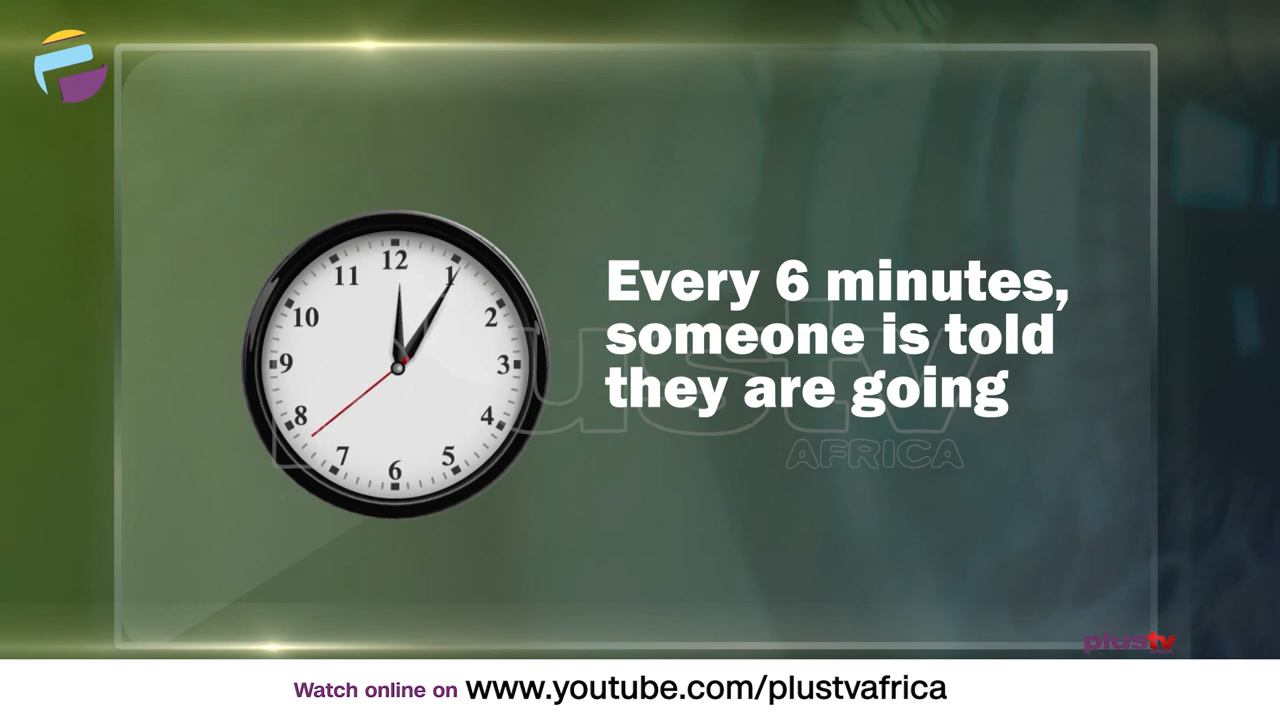 12
11
1
10
2
9
3
8
4
7
5
6
Every 6 minutes,
someone is told
they are going
plustv
AFRICA
plustv
Watch online on www.youtube.com/plustvafrica